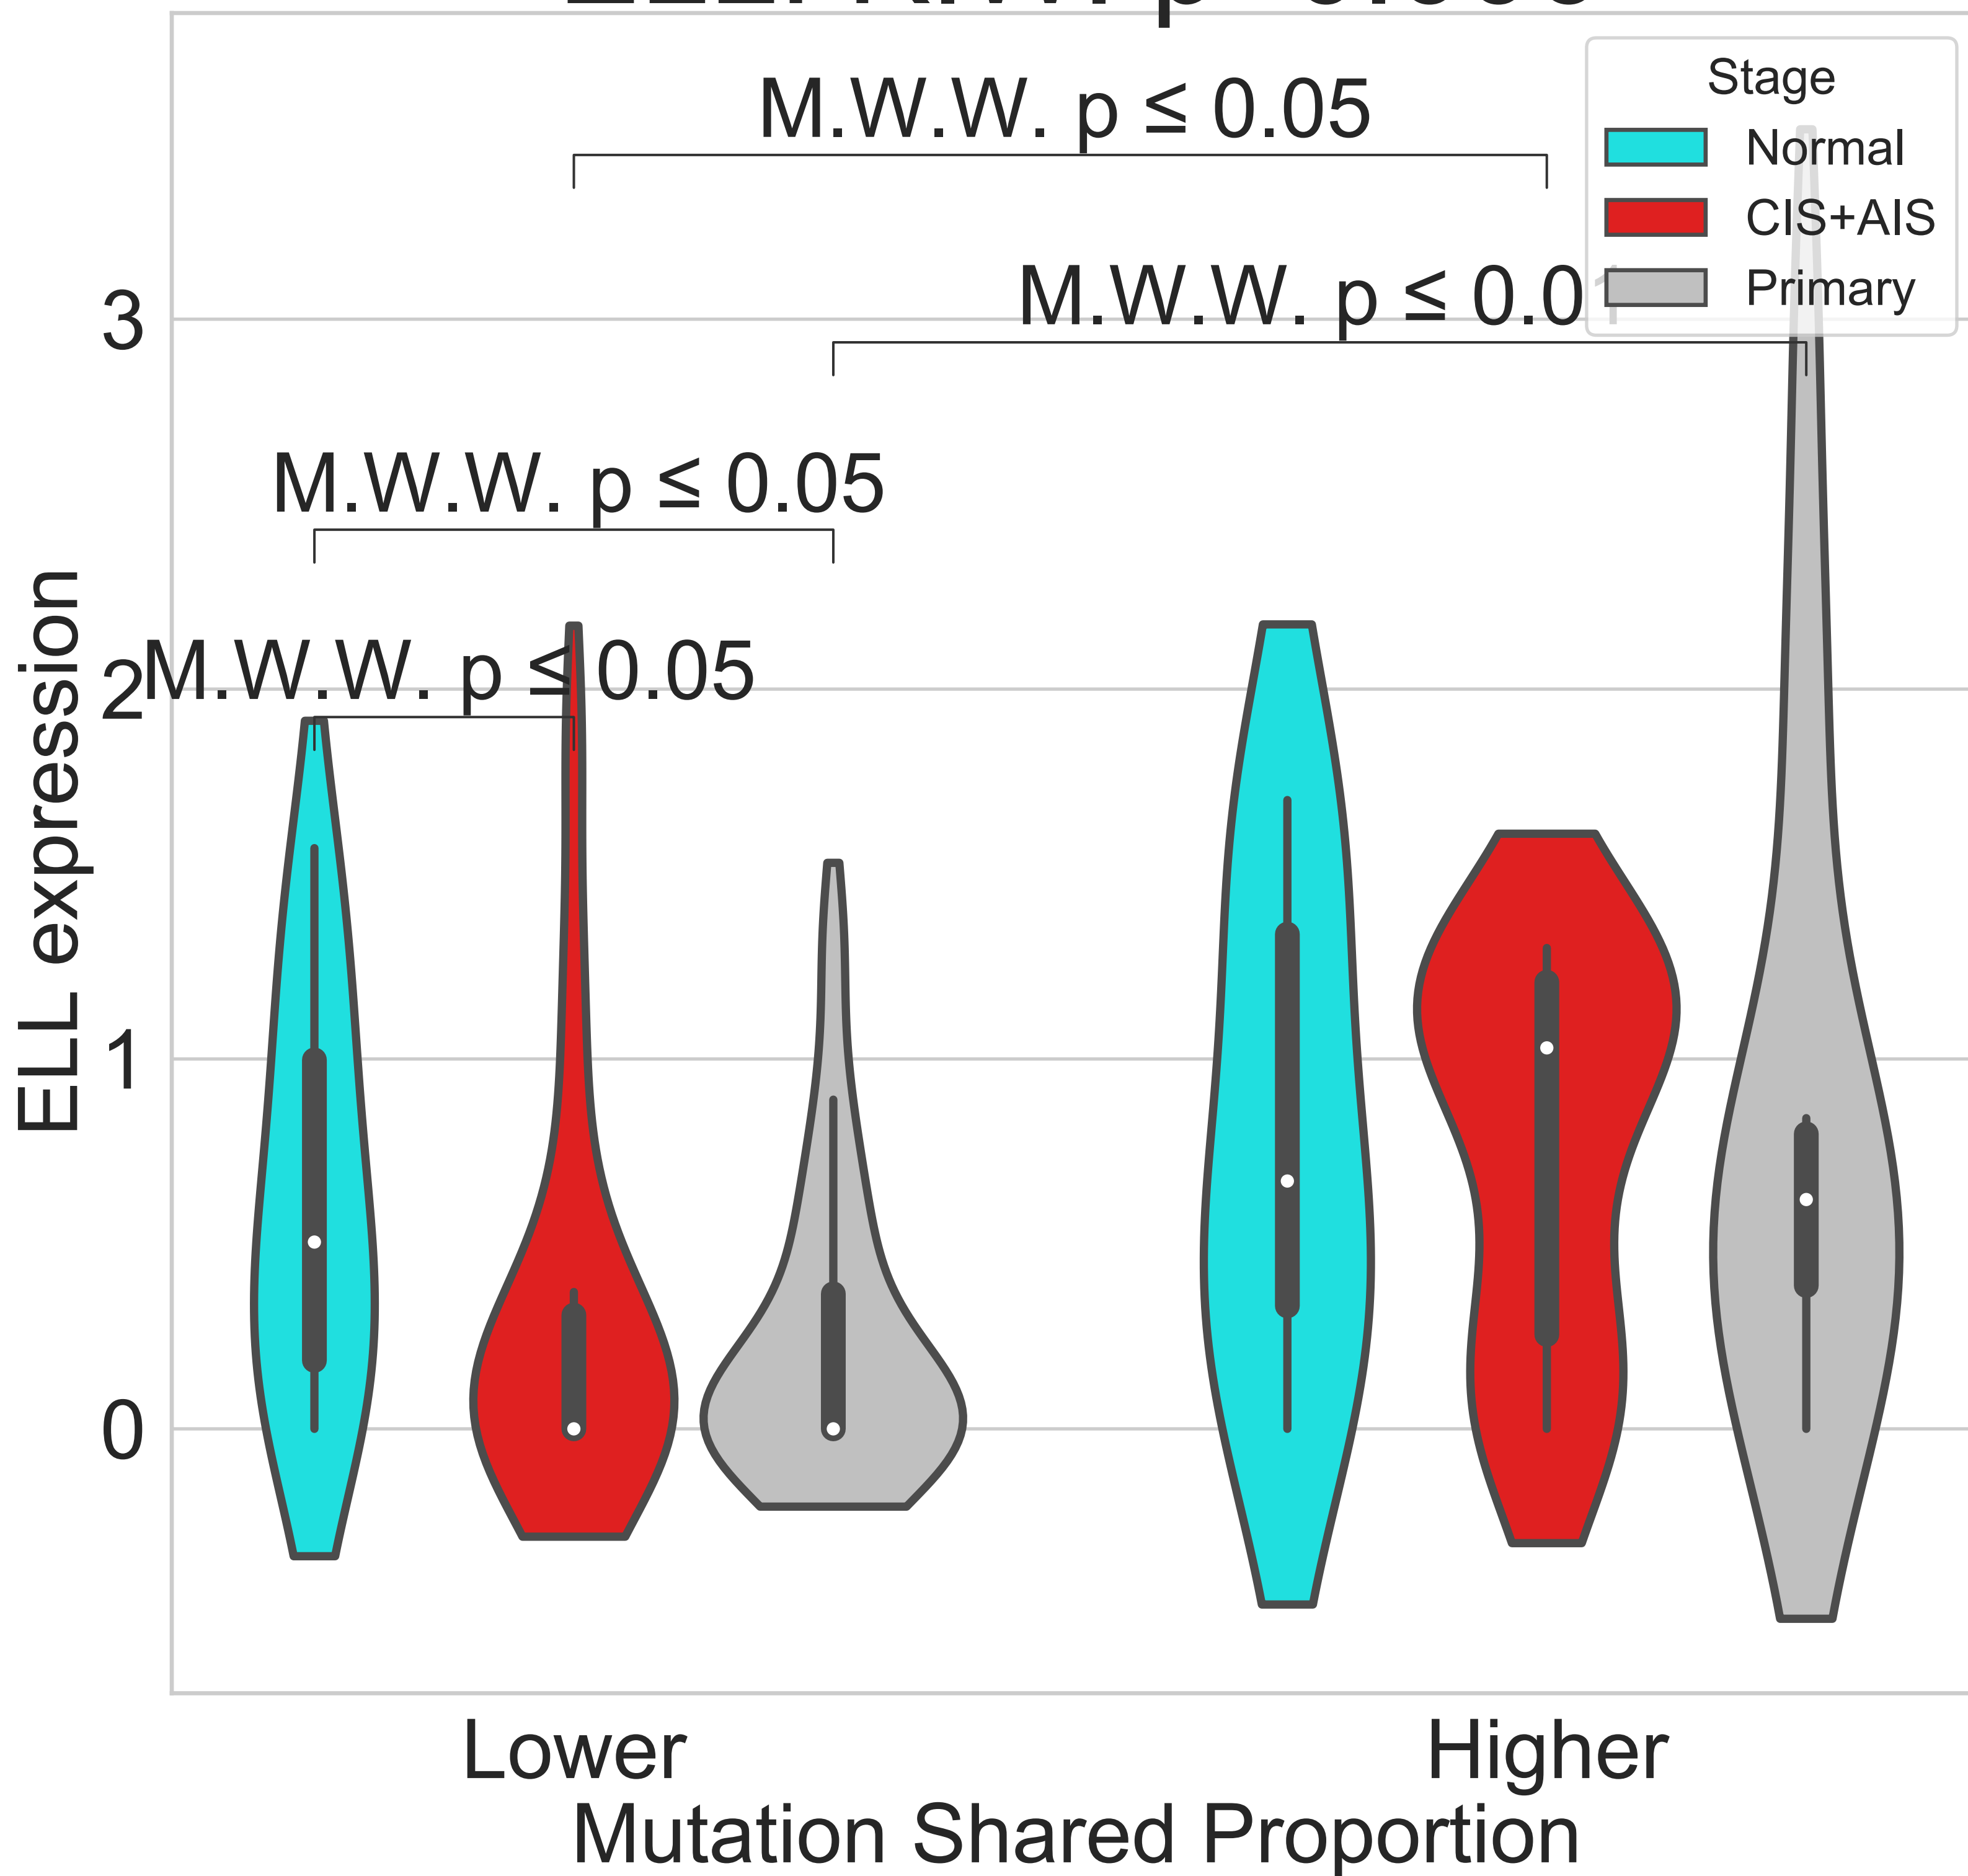 M.W.W. p ≤ 0.05
Stage
Normal
CIS+AIS
Primary
M.W.W. p ≤ 0.01
3
M.W.W. p ≤ 0.05
M.W.W. p ≤ 0.05
2
1
0
ELL expression
Lower
Higher
Mutation Shared Proportion